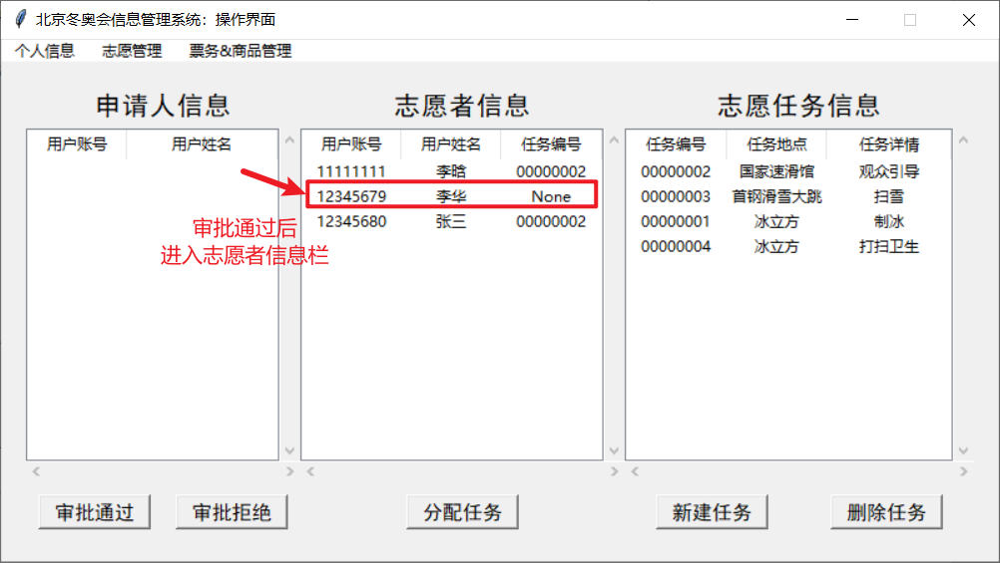 北京冬奥会信息管理系统：操作界面
个人信息 志愿管理 票务&商品管理
申请人信息 志愿者信息 志愿任务信息
用户账号 用户姓名 用户账号 用户姓名 任务编号 任务编号 任务地点 任务详情
11111111 李晗 00000002 00000002 国家速滑馆 观众引导
12345679 李华 None 00000003 首钢滑雪大跳 扫雪
12345680 张三 00000002 00000001 冰立方 制冰
00000004 冰立方 打扫卫生
审批通过后
进入志愿者信息栏
审批通过 审批拒绝 分配任务 新建任务 删除任务